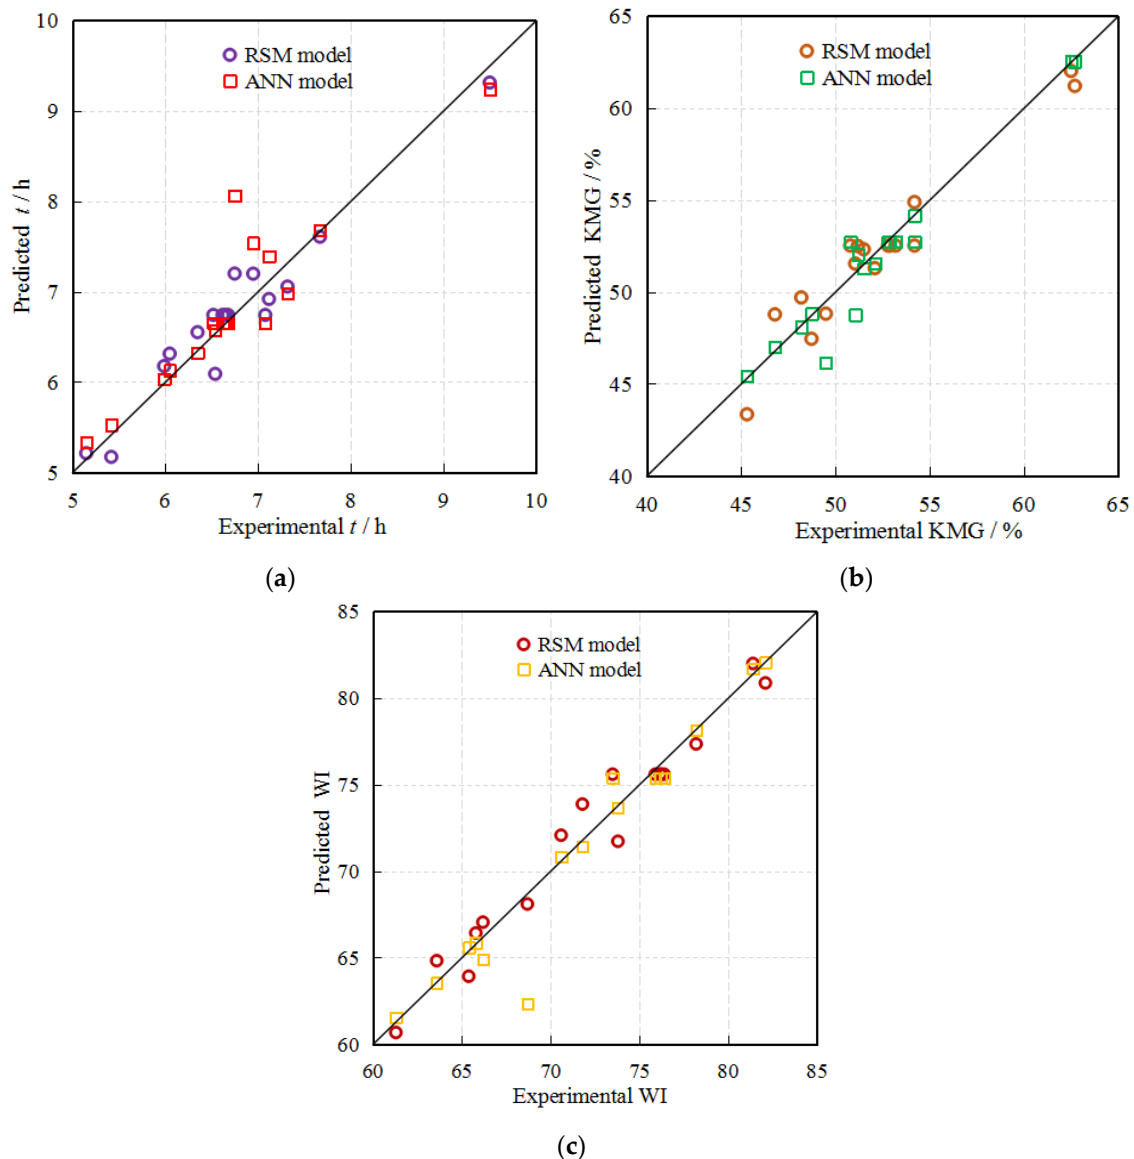 RSM model
ANN model
Predicted t / h
10
9
8
7
6
5
5 6 7 8 9 10
Experimental t / h
(a)
RSM model
ANN model
Predicted KMG / %
65
60
55
50
45
40
40 45 50 55 60 65
Experimental KMG / %
(b)
RSM model
ANN model
Predicted WI
85
80
75
70
65
60
60 65 70 75 80 85
Experimental WI
(c)